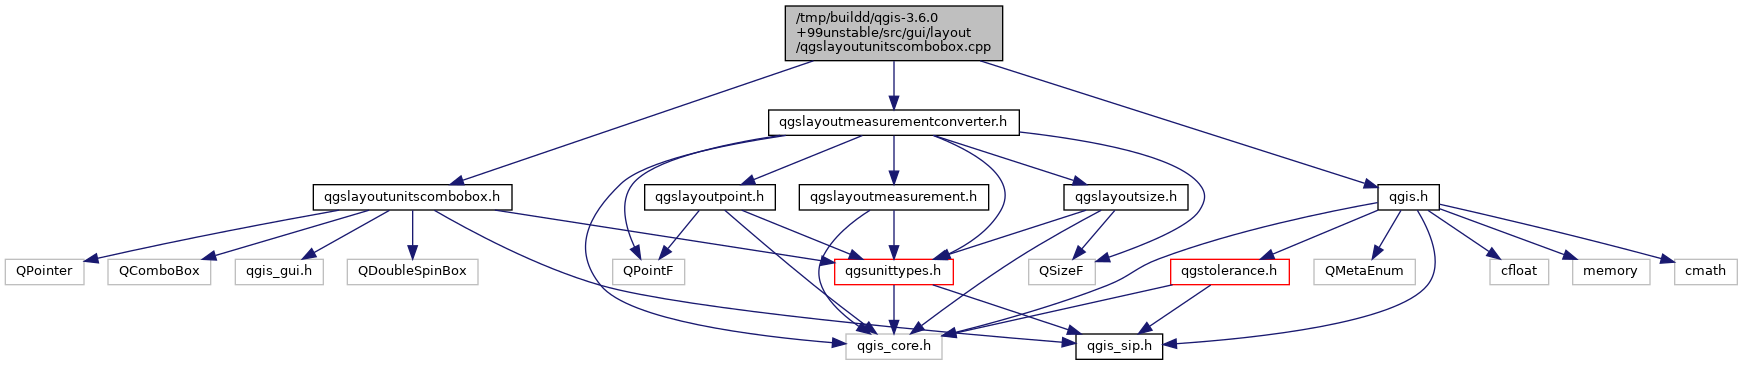 /tmp/buildd/qgis-3.6.0
+99unstable/src/gui/layout
/qgslayoutunitscombobox.cpp
qgslayoutmeasurementconverter.h
qgslayoutunitscombobox.h
qgslayoutpoint.h
qgslayoutmeasurement.h
qgslayoutsize.h
qgis.h
QPointer
QComboBox
qgis_gui.h
QDoubleSpinBox
QPointF
qgsunittypes.h
QSizeF
qgstolerance.h
QMetaEnum
cfloat
memory
cmath
qgis_core.h
qgis_sip.h